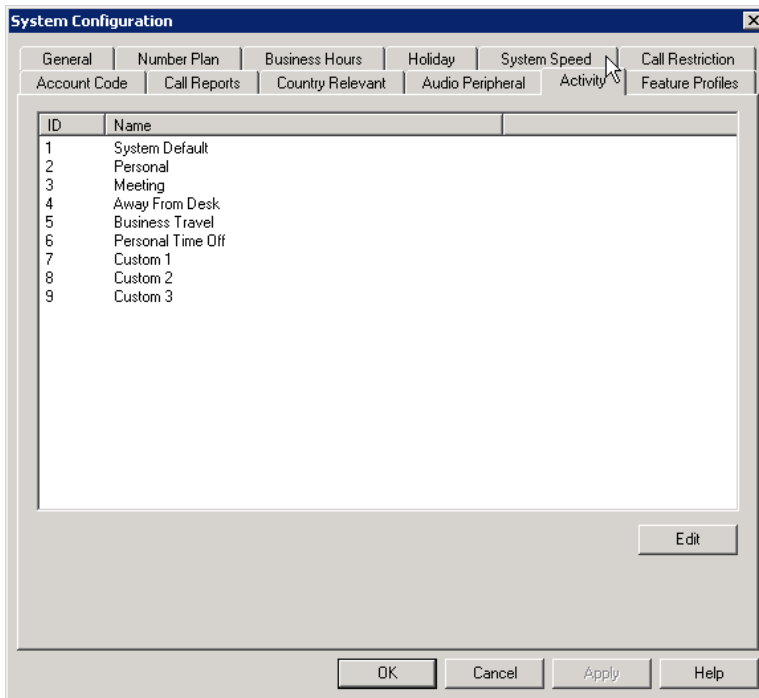 System Configuration
General Number Plan Business Hours Holiday System Speed Call Restriction
Account Code Call Reports Country Relevant Audio Peripheral Activity Feature Profiles
ID Name
1 System Default
2 Personal
3 Meeting
4 Away From Desk
5 Business Travel
6 Personal Time Off
7 Custom 1
8 Custom 2
9 Custom 3
Edit
OK Cancel Apply Help